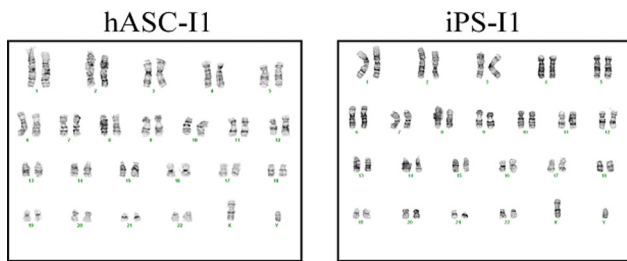 hASC-I1 iPS-I1
1 2 3 4 5 1 2 3 4 5
6 7 8 9 10 11 12 6 7 8 9 10 11 12
13 14 15 16 17 18 13 14 15 16 17 18
19 20 21 22 X Y 19 20 21 22 X Y